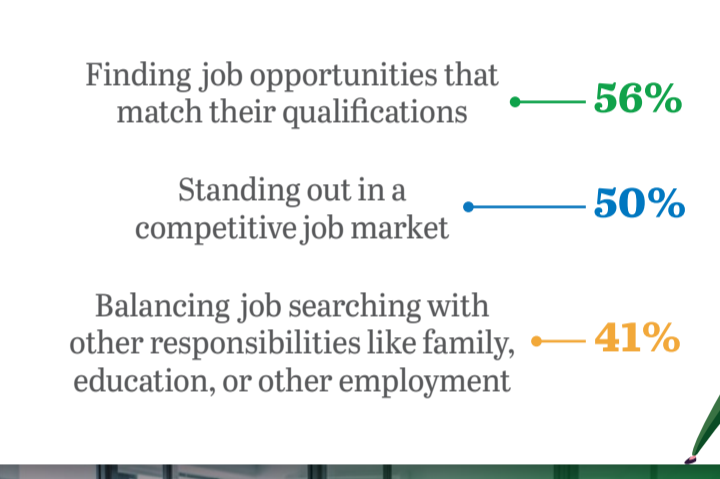 Finding job opportunities that
match their qualifications
56%
Standing out in a
competitive job market
50%
Balancing job searching with
other responsibilities like family,
education, or other employment
41%